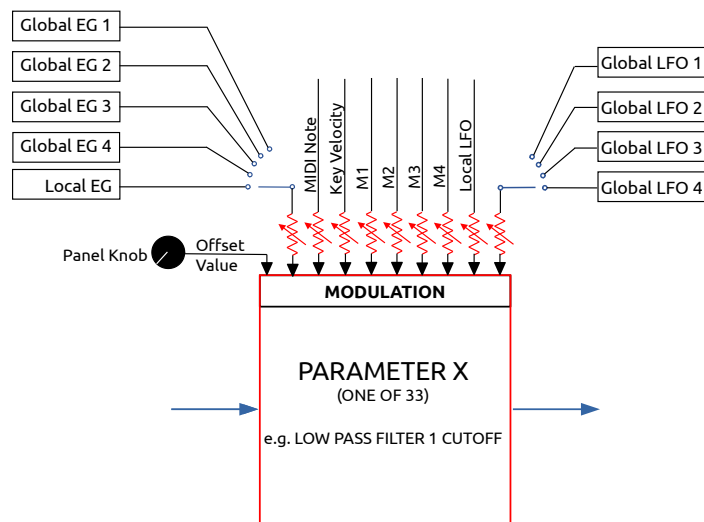 Global EG 1
Global EG 2
Global EG 3
Global EG 4
Local EG
MIDI Note
Key Velocity
M1
M2
M3
M4
Local LFO
Global LFO 1
Global LFO 2
Global LFO 3
Global LFO 4
Panel Knob
Offset
Value
MODULATION
PARAMETER X
(ONE OF 33)
e.g. LOW PASS FILTER 1 CUTOFF